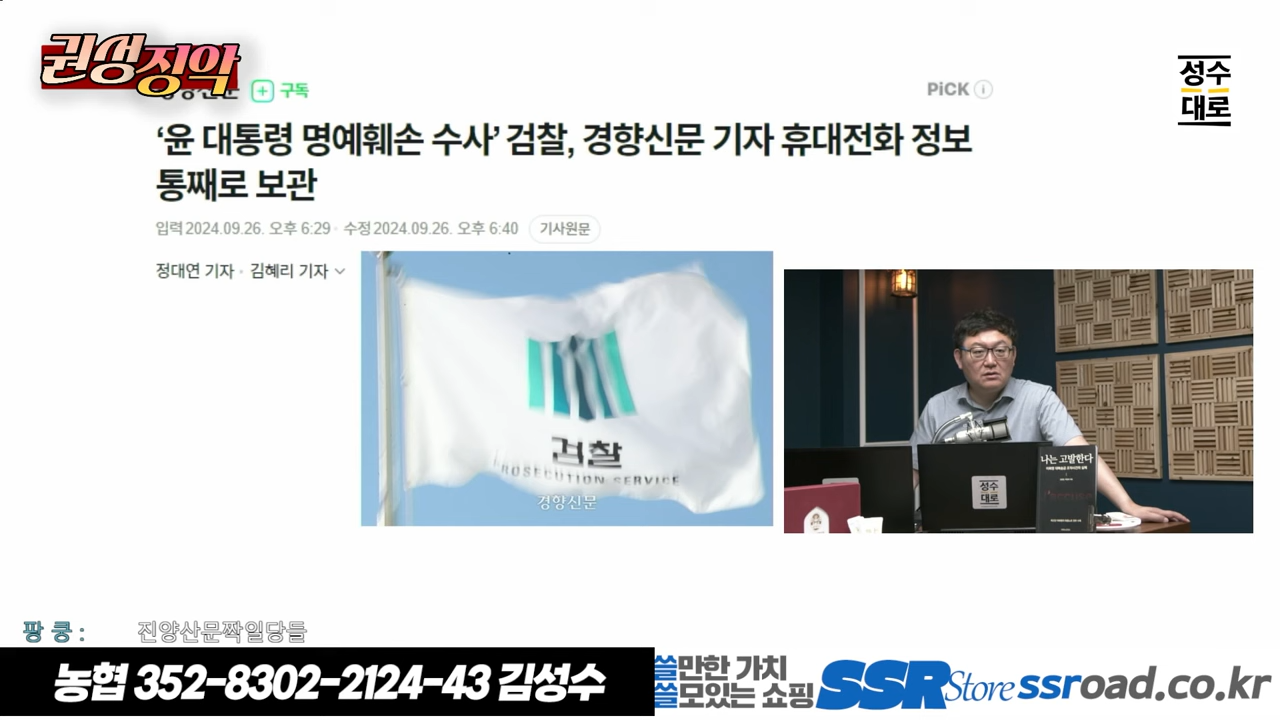 권성징악
구독
PiCK
성수
대로
‘윤 대통령 명예훼손 수사’ 검찰, 경향신문 기자 휴대전화 정보
통째로 보관
입력 2024.09.26. 오후 6:29 · 수정 2024.09.26. 오후 6:40 기사원문
정대연 기자 · 김혜리 기자
검찰
PROSECUTION SERVICE
경향신문
나는 고발한다
성수
대로
팡 쿵 : 진양산문짝일당들
농협 352-8302-2124-43 김성수
쓸만한 가치
쓸모있는 쇼핑
SSR Store ssroad.co.kr